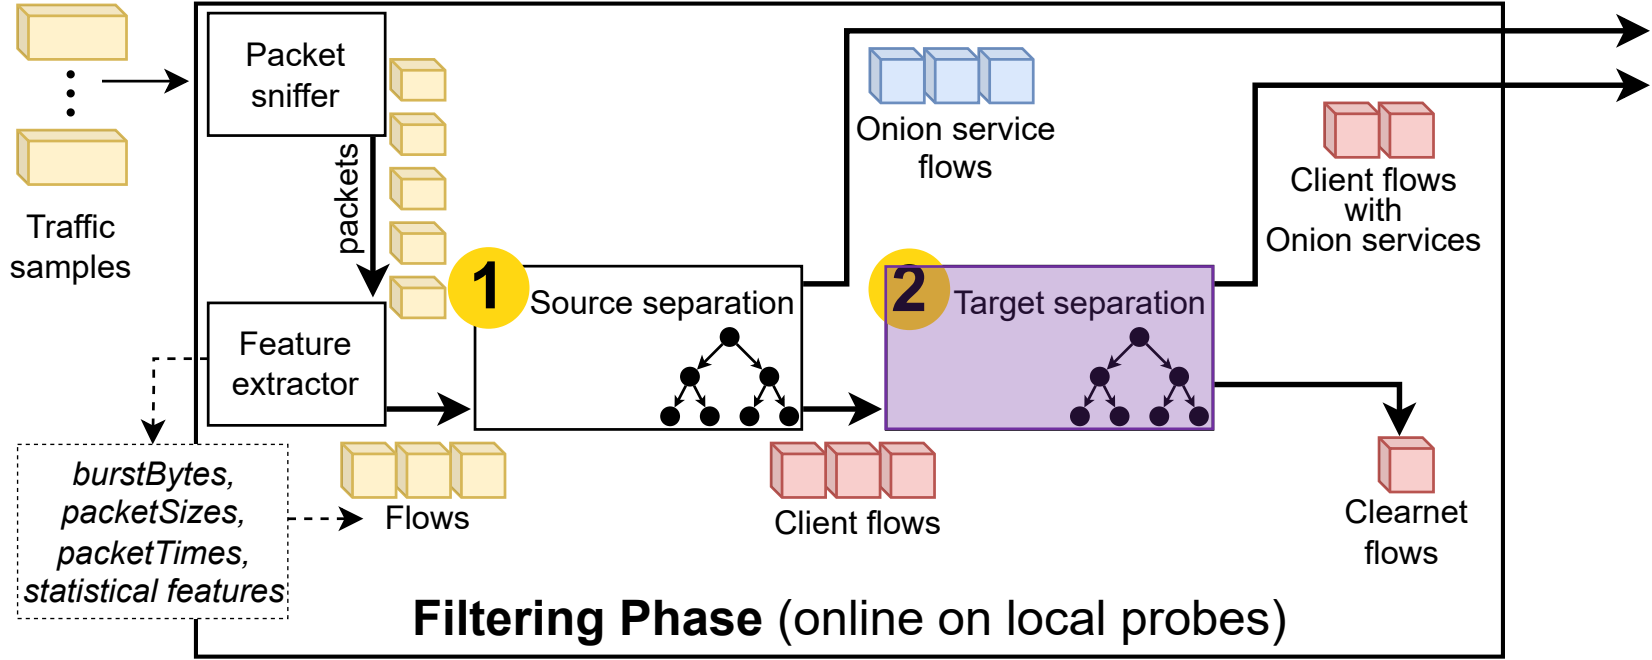 Traffic
samples
Packet
sniffer
packets
Feature
extractor
burstBytes,
packetSizes,
packetTimes,
statistical features
Flows
1
Source separation
Onion service
flows
Client flows
2
Target separation
Client flows
with
Onion services
Clearnet
flows
Filtering Phase (online on local probes)